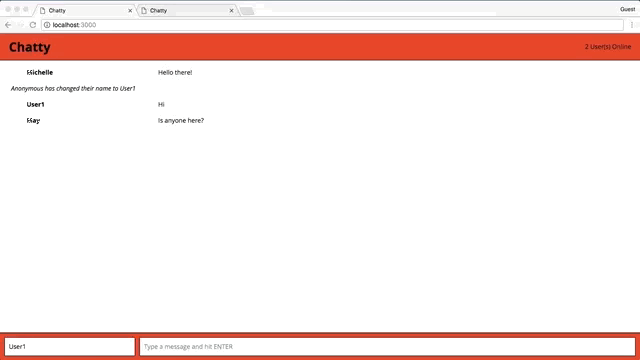 Chatty
Chatty
Guest
localhost:3000
Chatty
2 User(s) Online
Michelle Hello there!
Anonymous has changed their name to User1
User1 Hi
Is anyone here?
User1
Type a message and hit ENTER